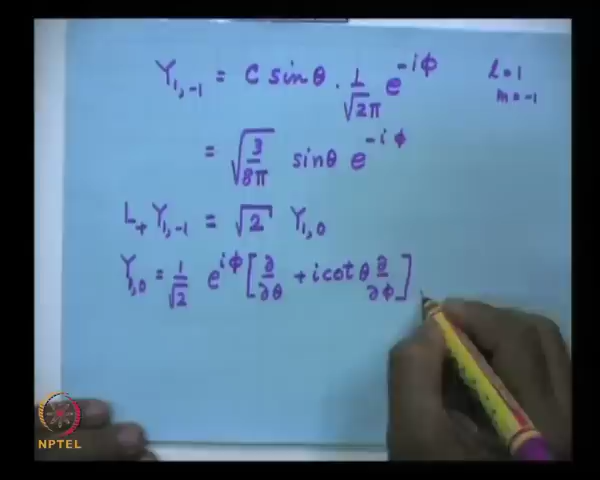 Y₁,₋₁ = C sinθ · 1/√2π e^-iϕ   l=1
m=-1
= √3/8π sinθ e^-iϕ
L₊ Y₁,₋₁ = √2 Y₁,₀
Y₁,₀ = 1/√2 e^iϕ [∂/∂θ + i cot θ ∂/∂ϕ]
NPTEL